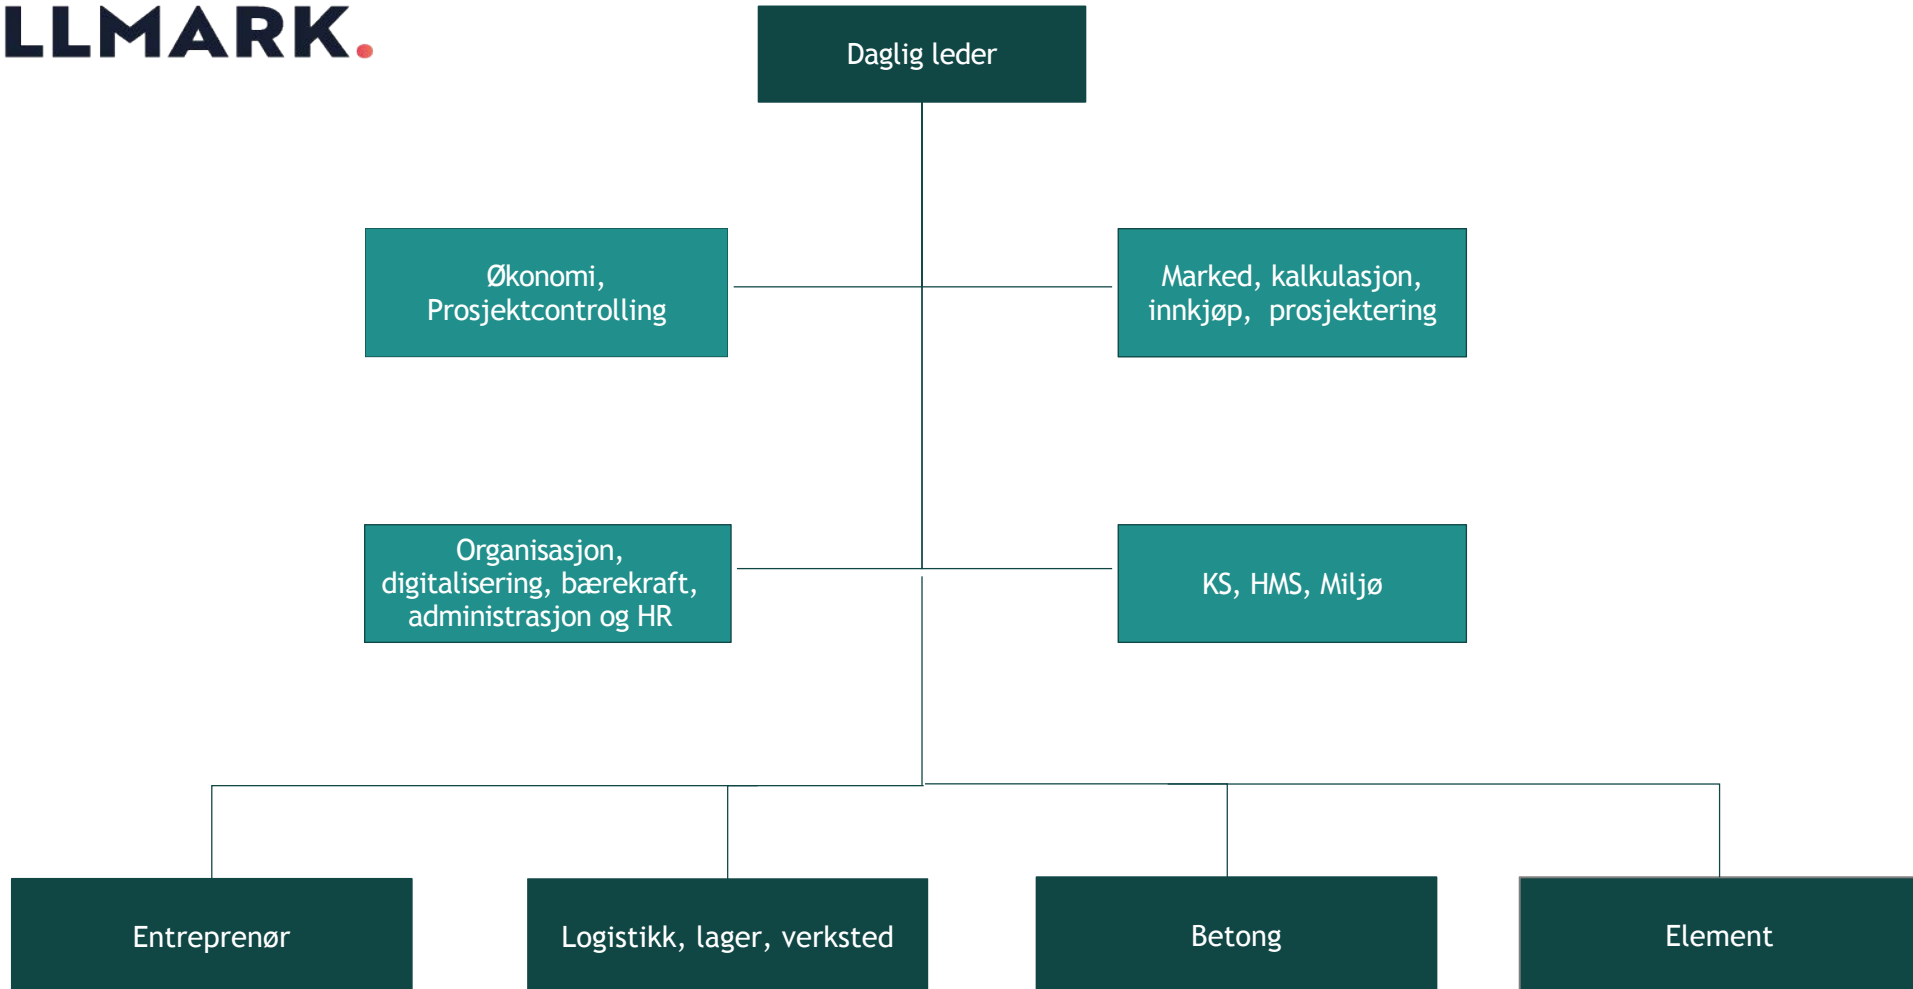 LLMARK.
Daglig leder
Økonomi,
Prosjektcontrolling
Marked, kalkulasjon,
innkjøp, prosjektering
Organisasjon,
digitalisering, bærekraft,
administrasjon og HR
KS, HMS, Miljø
Entreprenør
Logistikk, lager, verksted
Betong
Element